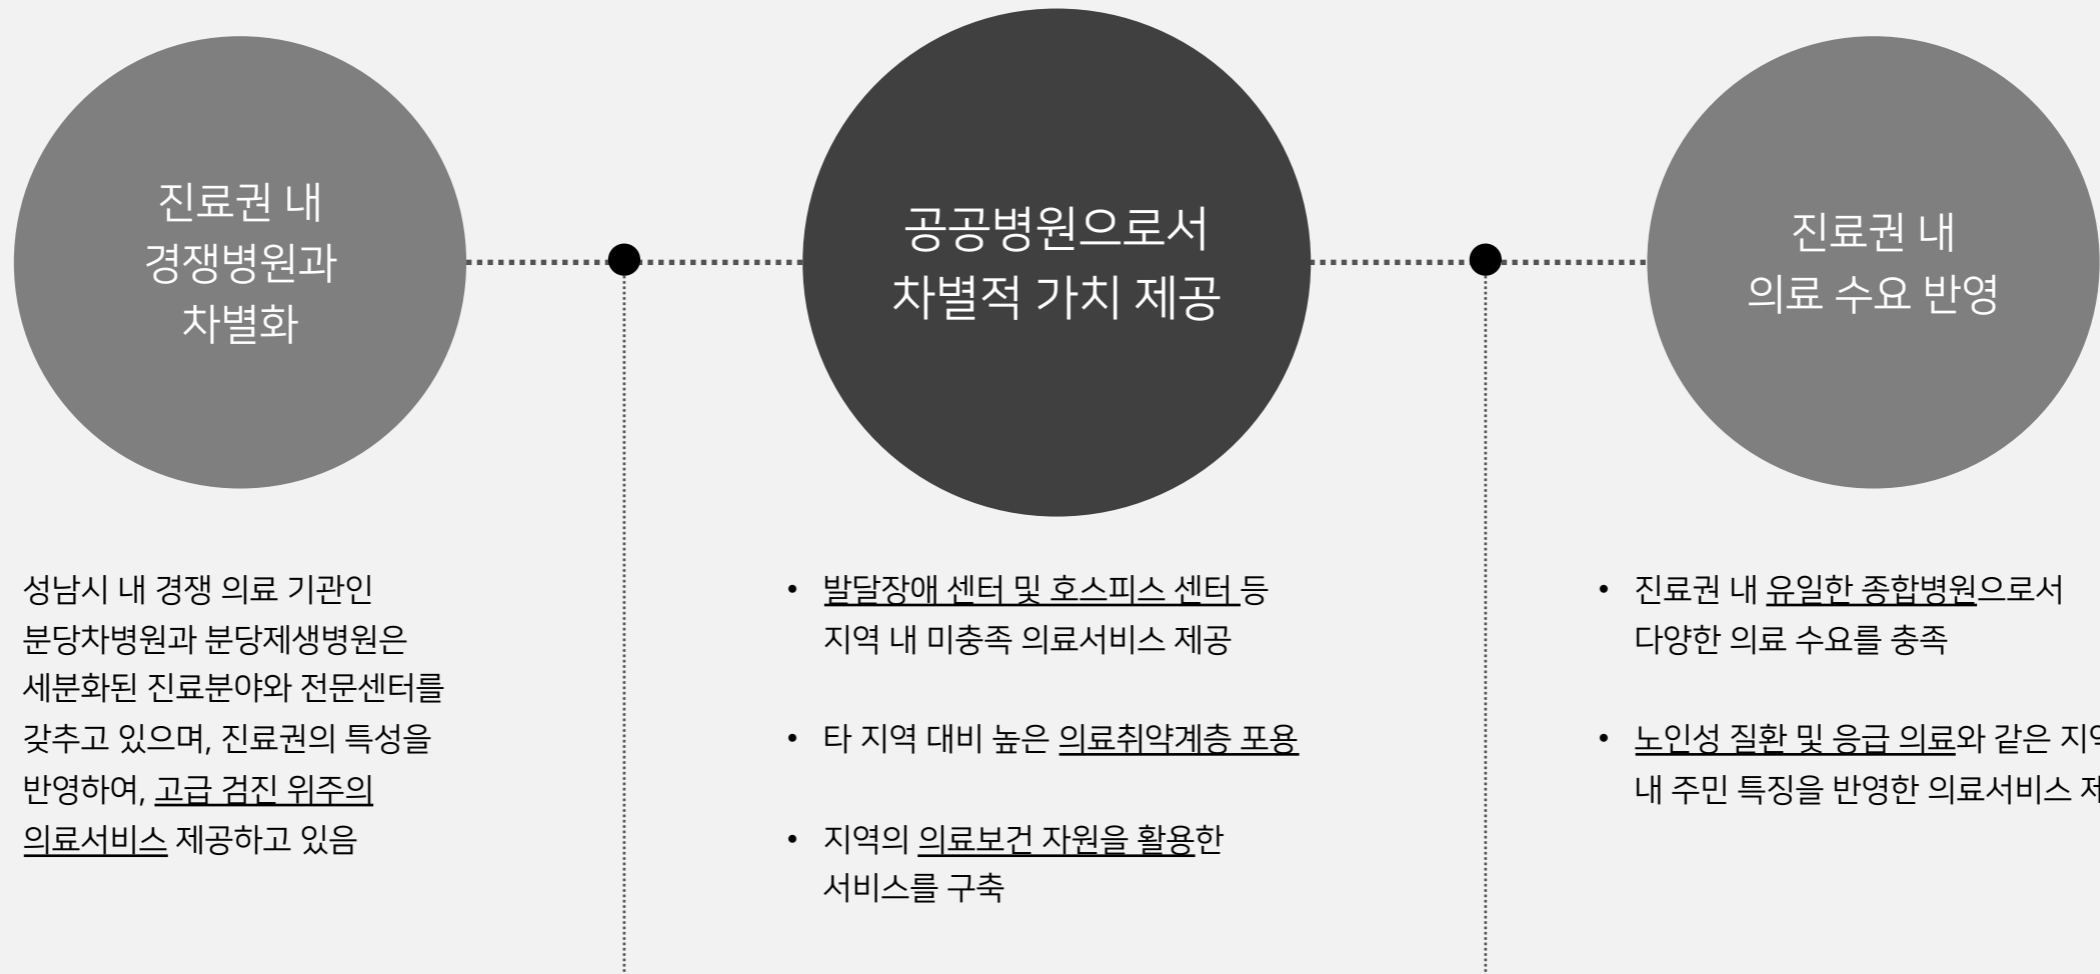 진료권 내
경쟁병원과
차별화
공공병원으로서
차별적 가치 제공
진료권 내
의료 수요 반영
성남시 내 경쟁 의료 기관인
분당차병원과 분당제생병원은
세분화된 진료분야와 전문센터를
갖추고 있으며, 진료권의 특성을
반영하여, 고급 검진 위주의
의료서비스 제공하고 있음
• 발달장애 센터 및 호스피스 센터 등
지역 내 미충족 의료서비스 제공
• 타 지역 대비 높은 의료취약계층 포용
• 지역의 의료보건 자원을 활용한
서비스를 구축
• 진료권 내 유일한 종합병원으로서
다양한 의료 수요를 충족
• 노인성 질환 및 응급 의료와 같은
내 주민 특징을 반영한 의료서비스